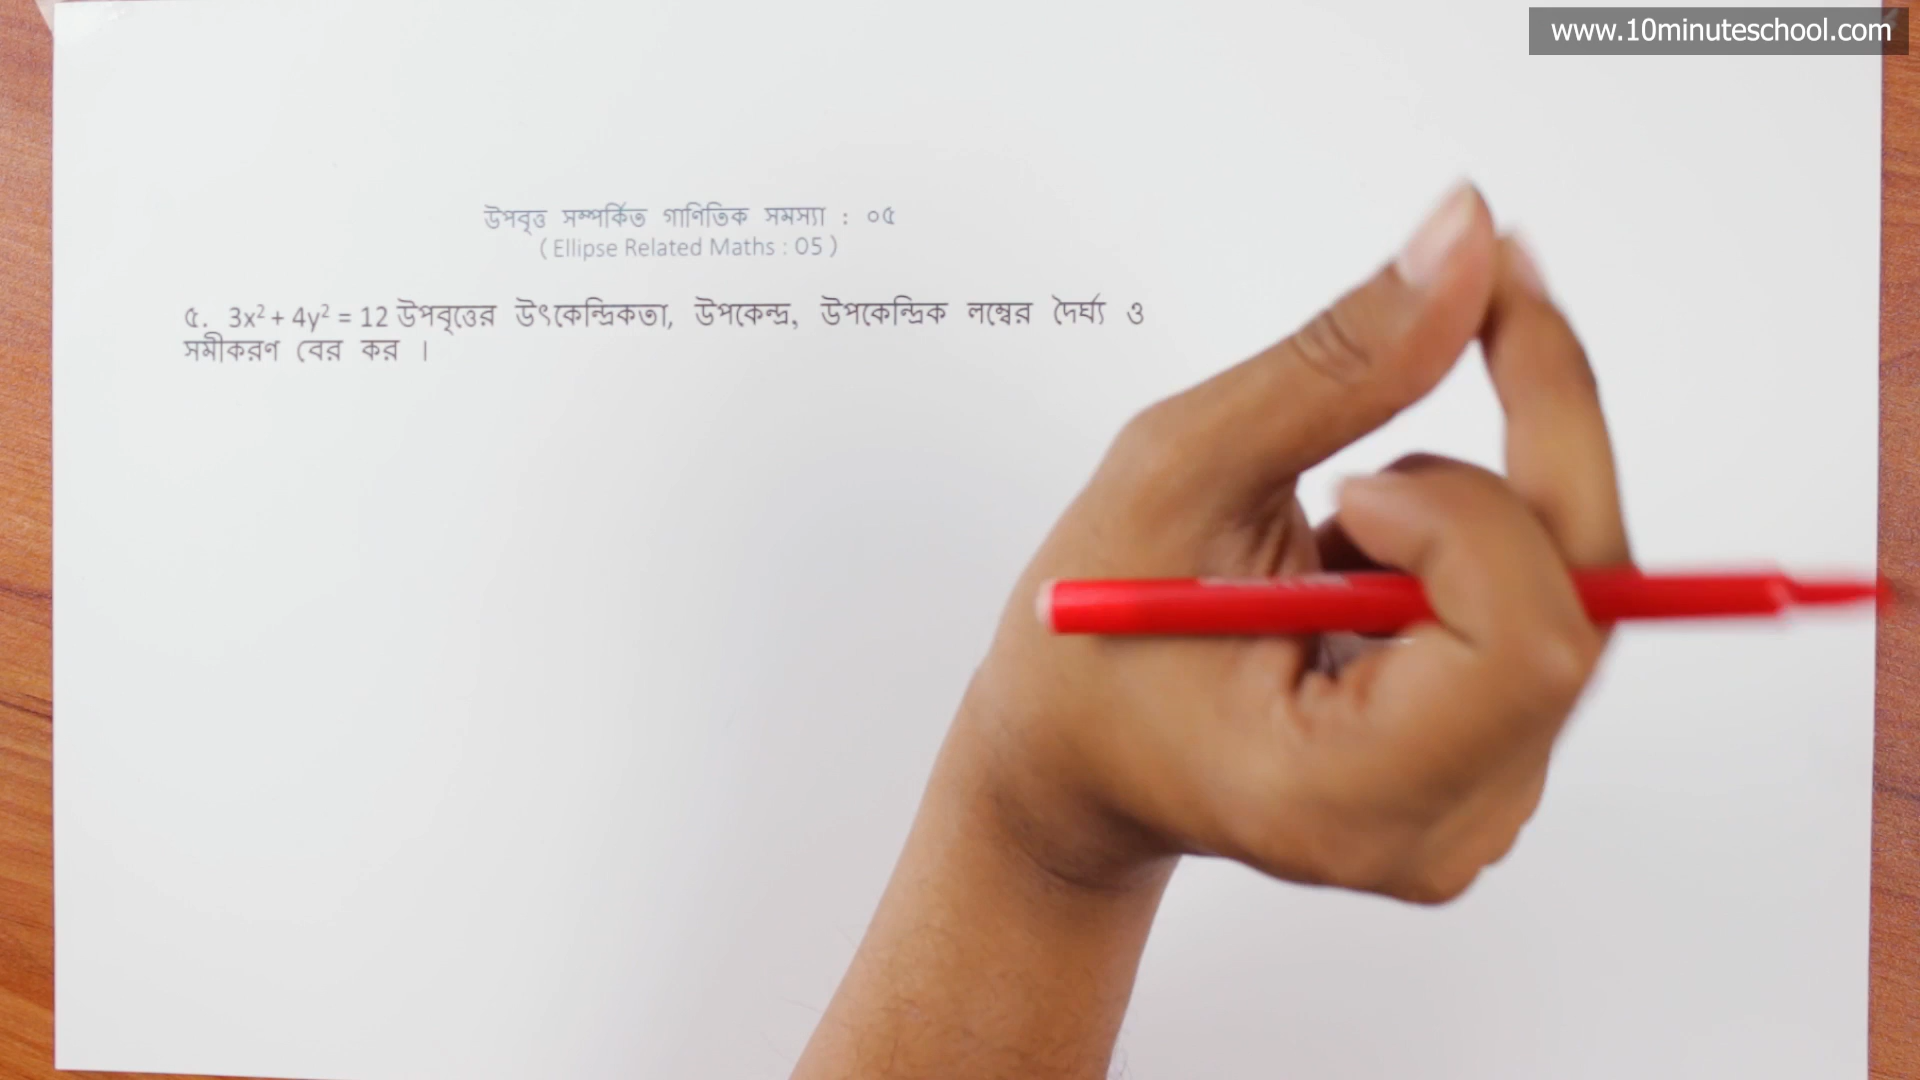 www.10minuteschool.com
উপবৃত্ত সম্পর্কিত গাণিতিক সমস্যা : ০৫
( Ellipse Related Maths : 05 )
৫. 3x² + 4y² = 12 উপবৃত্তের উৎকেন্দ্রিকতা, উপকেন্দ্র, উপকেন্দ্রিক লম্বের দৈর্ঘ্য ও
সমীকরণ বের কর ।